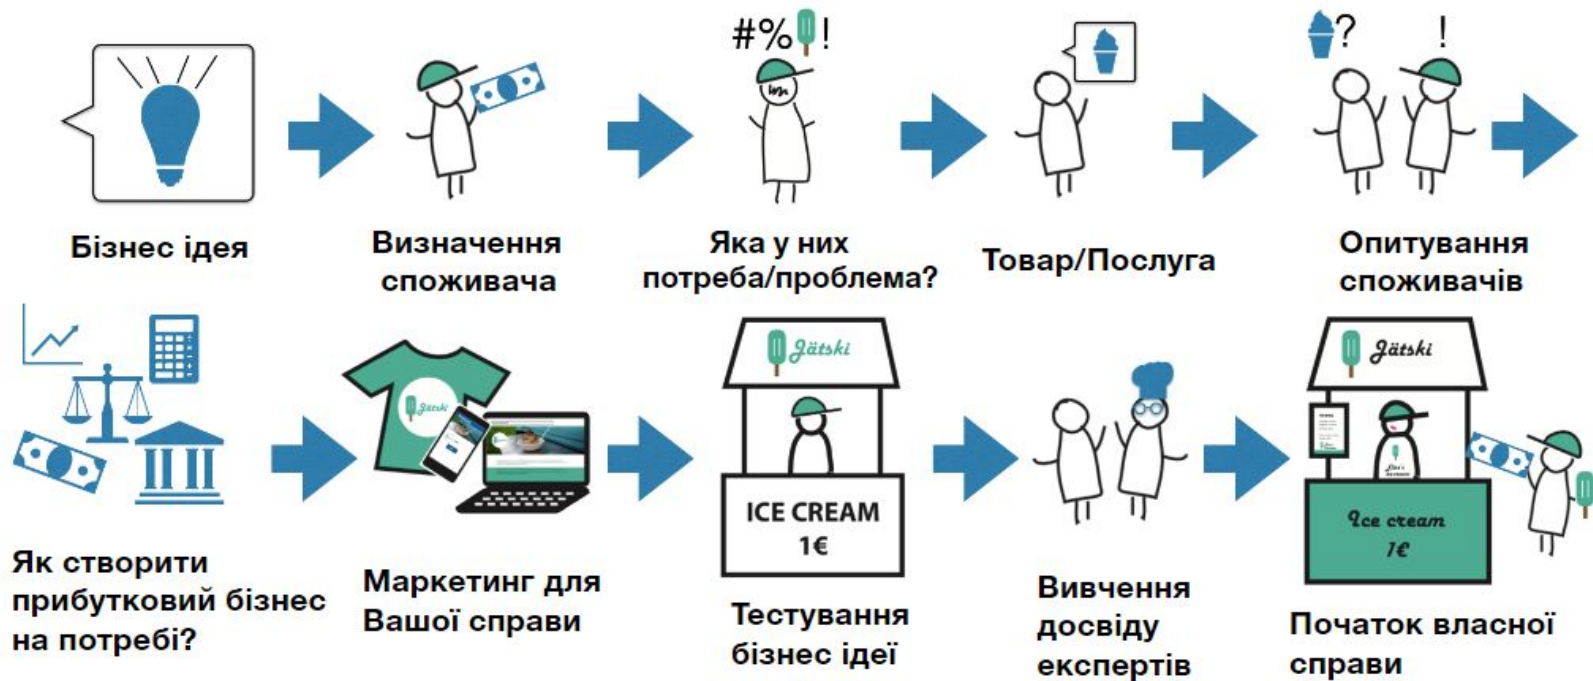 #% !
? !
Бізнес ідея
Визначення
споживача
Яка у них
потреба/проблема?
Товар/Послуга
Опитування
споживачів
Jätski
Jätski
Jätski
ICE CREAM
1€
Ice cream
1€
Як створити
прибутковий бізнес
на потребі?
Маркетинг для
Вашої справи
Тестування
бізнес ідеї
Вивчення
досвіду
експертів
Початок власної
справи